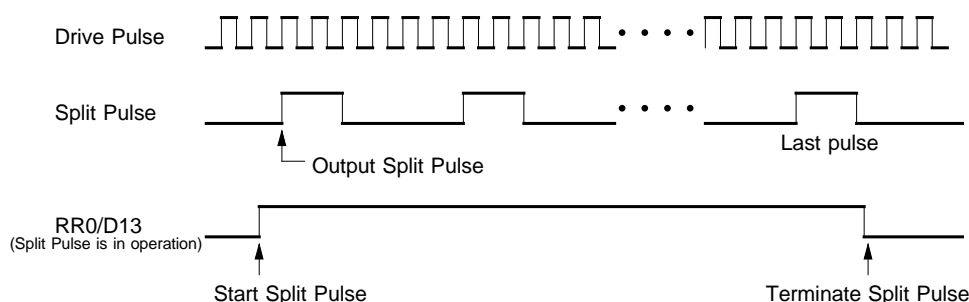 Drive Pulse
Split Pulse
Last pulse
Output Split Pulse
RR0/D13
(Split Pulse is in operation)
Start Split Pulse
Terminate Split Pulse